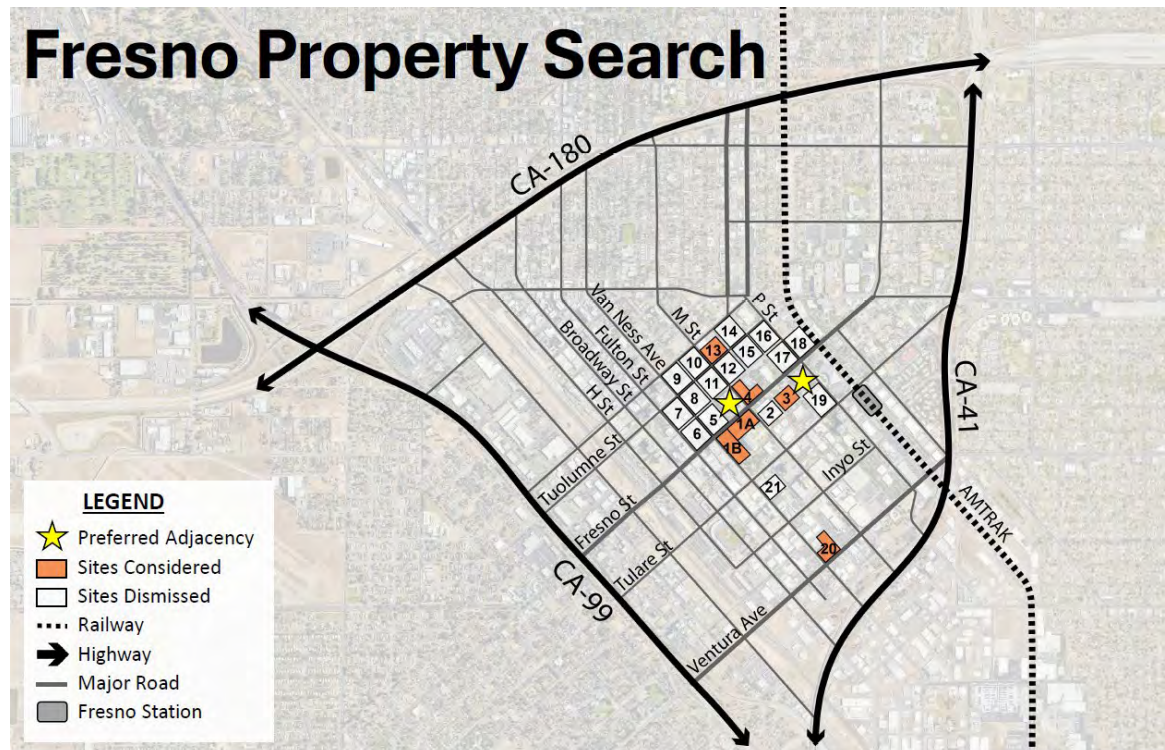 Fresno Property Search
CA-180
Van Ness Ave
Fulton St
Broadway St
H St
M St
P St
14
16
18
13
15
17
10
12
9
11
4
3
19
8
7
5
1A
2
6
1B
21
20
Tuolumne St
Fresno St
Tulare St
Inyo St
Ventura Ave
CA-41
AMTRAK
CA-99
LEGEND
Preferred Adjacency
Sites Considered
Sites Dismissed
Railway
Highway
Major Road
Fresno Station